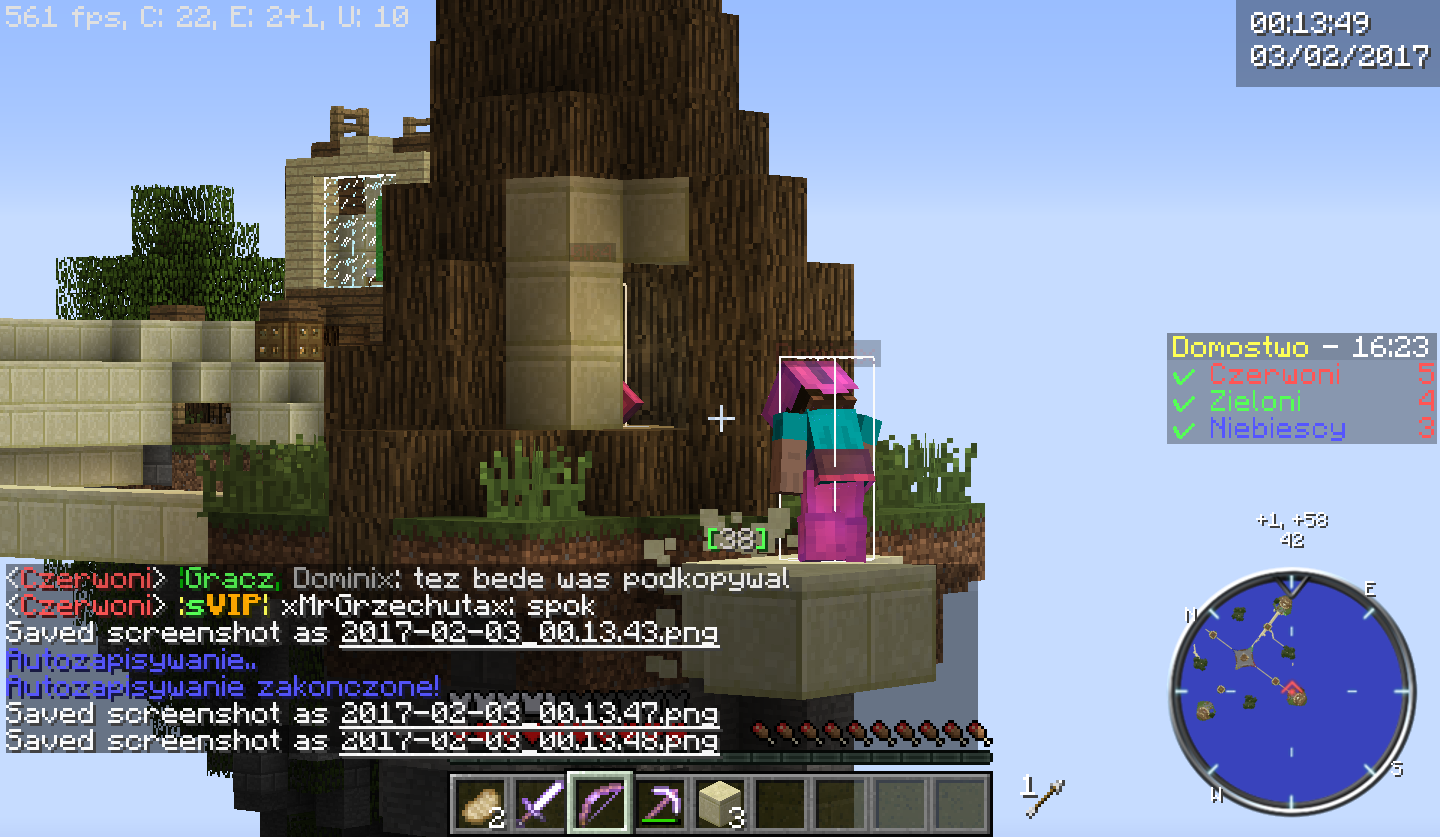 561 fps, C: 22, E: 2+1, U: 10
00:13:49
03/02/2017
Domostwo - 16:23
✓ Czerwoni 5
✓ Zieloni 4
✓ Niebiescy 3
+1, +58
42
N
E
S
W
[38]
<Czerwoni> |Gracz| Dominix: tez bede was podkopywal
<Czerwoni> |sVIP| xMrGrzechutax: spok
Saved screenshot as 2017-02-03_00.13.43.png
Autozapisywanie..
Autozapisywanie zakonczone!
Saved screenshot as 2017-02-03_00.13.47.png
Saved screenshot as 2017-02-03_00.13.48.png
2
3
1